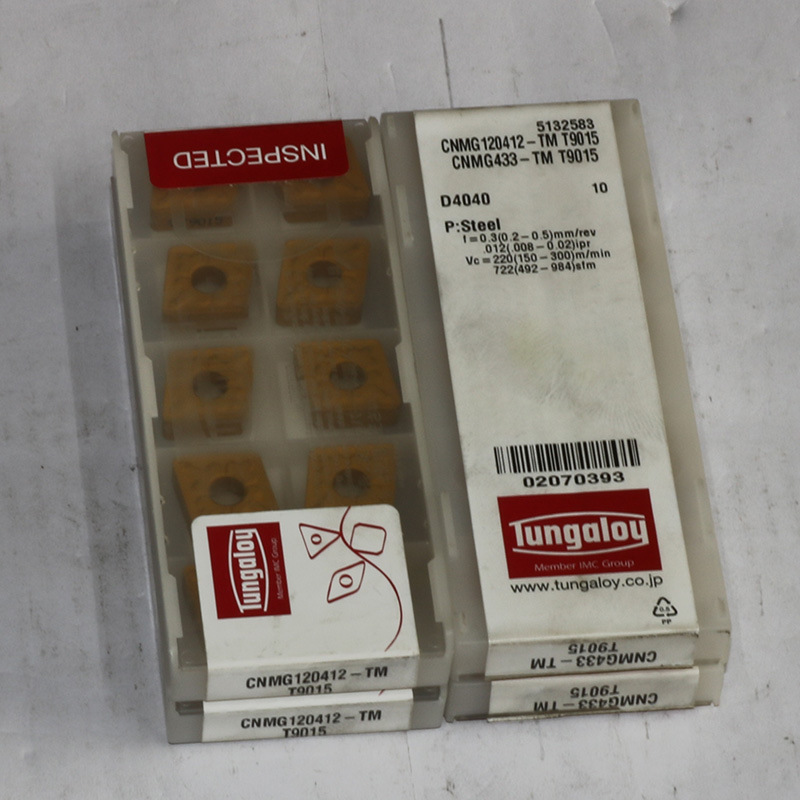 INSPECTED
Tungaloy
Member IMC Group
CNMG120412-TM
T9015
CNMG120412-TM
T9015
5132583
CNMG120412-TM T9015
CNMG433-TM T9015
D4040 10
P:Steel
f=0.3(0.2-0.5)mm/rev
.012(.008-0.02)ipr
Vc=220(150-300)m/min
722(492-984)sfm
02070393
Tungaloy
Member IMC Group
www.tungaloy.co.jp
0.5
PP
CNMG433-TM
T9015
CNMG433-TM
T9015